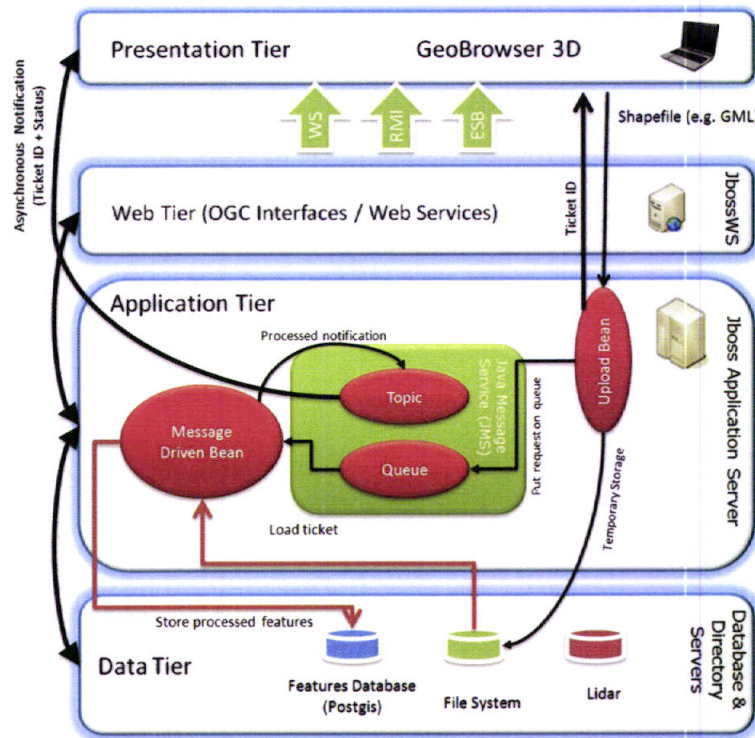 Presentation Tier
GeoBrowser 3D
Asynchronous Notification
(Ticket ID + Status)
WS
RMI
ESB
Shapefile (e.g. GML)
Ticket ID
Web Tier (OGC Interfaces / Web Services)
JbossWS
Application Tier
Processed notification
Java Message
Service (JMS)
Topic
Queue
Message
Driven Bean
Upload Bean
Put request on queue
Jboss Application Server
Load ticket
Temporary Storage
Store processed features
Data Tier
Features Database
(Postgis)
File System
Lidar
Database &
Directory
Servers